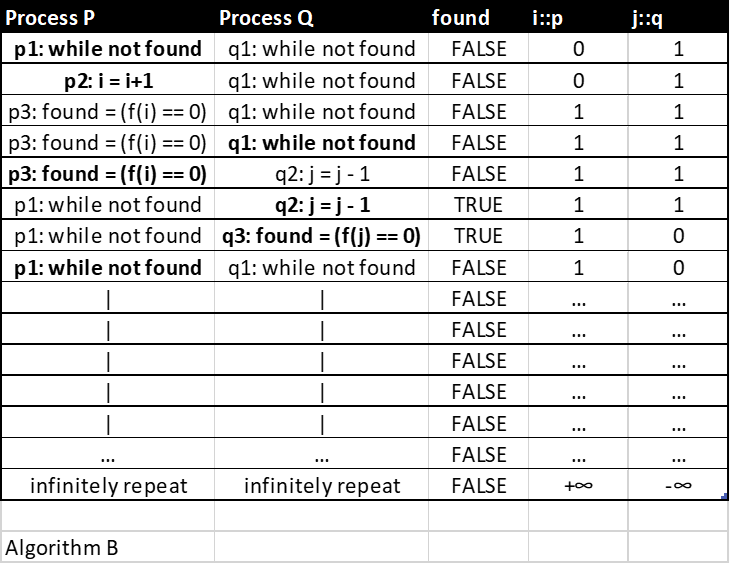 Process P Process Q found i::p j::q
p1: while not found q1: while not found FALSE 0 1
p2: i = i+1 q1: while not found FALSE 0 1
p3: found = (f(i) == 0) q1: while not found FALSE 1 1
p3: found = (f(i) == 0) q1: while not found FALSE 1 1
p3: found = (f(i) == 0) q2: j = j - 1 FALSE 1 1
p1: while not found q2: j = j - 1 TRUE 1 1
p1: while not found q3: found = (f(j) == 0) TRUE 1 0
p1: while not found q1: while not found FALSE 1 0
| | FALSE ... ...
| | FALSE ... ...
| | FALSE ... ...
| | FALSE ... ...
| | FALSE ... ...
... ... FALSE ... ...
infinitely repeat infinitely repeat FALSE +∞ -∞
Algorithm B